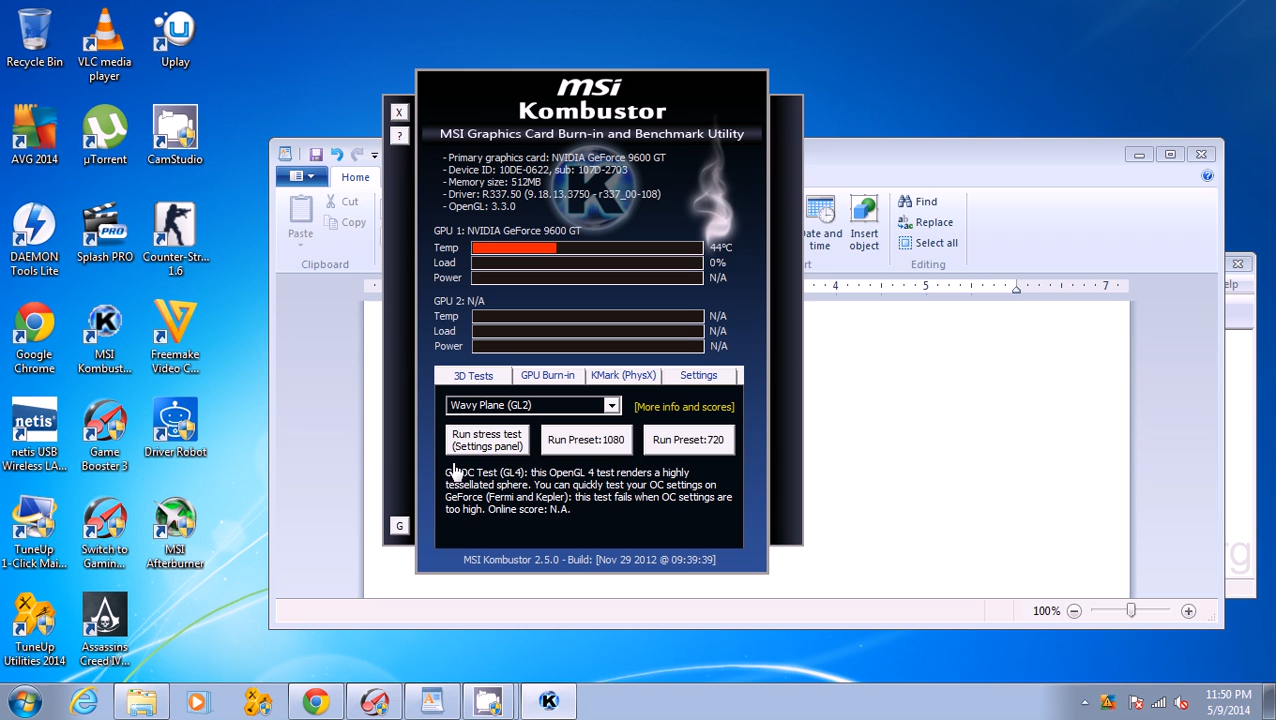 Recycle Bin
VLC media
player
Uplay
AVG 2014
µTorrent
CamStudio
DAEMON
Tools Lite
Splash PRO
Counter-Str...
1.6
Google
Chrome
MSI
Kombust...
Freemake
Video C...
netis USB
Wireless LA...
Game
Booster 3
Driver Robot
TuneUp
1-Click Mai...
Switch to
Gamin...
MSI
Afterburner
TuneUp
Utilities 2014
Assassins
Creed IV...
Home
Cut
Copy
Paste
Clipboard
Date and
time
Insert
object
Find
Replace
Select all
Editing
4 5 7
100%
X
?
G
msi
Kombustor
MSI Graphics Card Burn-in and Benchmark Utility
- Primary graphics card: NVIDIA GeForce 9600 GT
- Device ID: 10DE-0622, sub: 107D-2703
- Memory size: 512MB
- Driver: R337.50 (9.18.13.3750 - r337_00-108)
- OpenGL: 3.3.0
GPU 1: NVIDIA GeForce 9600 GT
Temp 44°C
Load 0%
Power N/A
GPU 2: N/A
Temp N/A
Load N/A
Power N/A
3D Tests GPU Burn-in KMark (PhysX) Settings
Wavy Plane (GL2) [More info and scores]
Run stress test
(Settings panel)
Run Preset:1080
Run Preset:720
DC Test (GL4): this OpenGL 4 test renders a highly
tessellated sphere. You can quickly test your OC settings on
GeForce (Fermi and Kepler): this test fails when OC settings are
too high. Online score: N.A.
MSI Kombustor 2.5.0 - Build: [Nov 29 2012 @ 09:39:39]
11:50 PM
5/9/2014